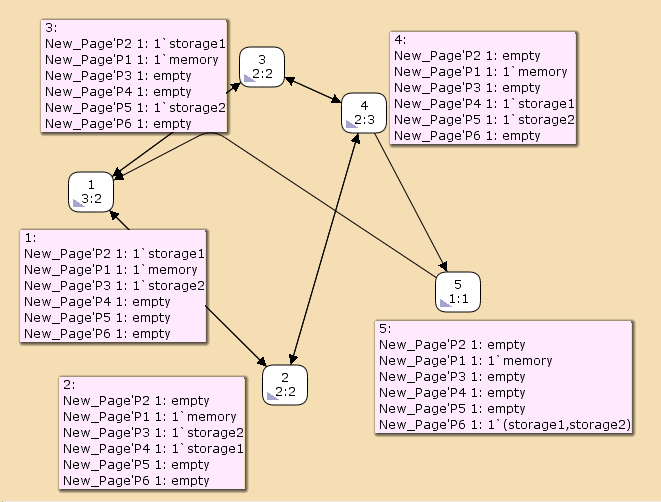 3:
New_Page'P2 1: 1`storage1
New_Page'P1 1: 1`memory
New_Page'P3 1: empty
New_Page'P4 1: empty
New_Page'P5 1: 1`storage2
New_Page'P6 1: empty
3
2:2
4:
New_Page'P2 1: empty
New_Page'P1 1: 1`memory
New_Page'P3 1: empty
New_Page'P4 1: 1`storage1
New_Page'P5 1: 1`storage2
New_Page'P6 1: empty
4
2:3
1
3:2
1:
New_Page'P2 1: 1`storage1
New_Page'P1 1: 1`memory
New_Page'P3 1: 1`storage2
New_Page'P4 1: empty
New_Page'P5 1: empty
New_Page'P6 1: empty
5
1:1
5:
New_Page'P2 1: empty
New_Page'P1 1: 1`memory
New_Page'P3 1: empty
New_Page'P4 1: empty
New_Page'P5 1: empty
New_Page'P6 1: 1`(storage1,storage2)
2
2:2
2:
New_Page'P2 1: empty
New_Page'P1 1: 1`memory
New_Page'P3 1: 1`storage2
New_Page'P4 1: 1`storage1
New_Page'P5 1: empty
New_Page'P6 1: empty